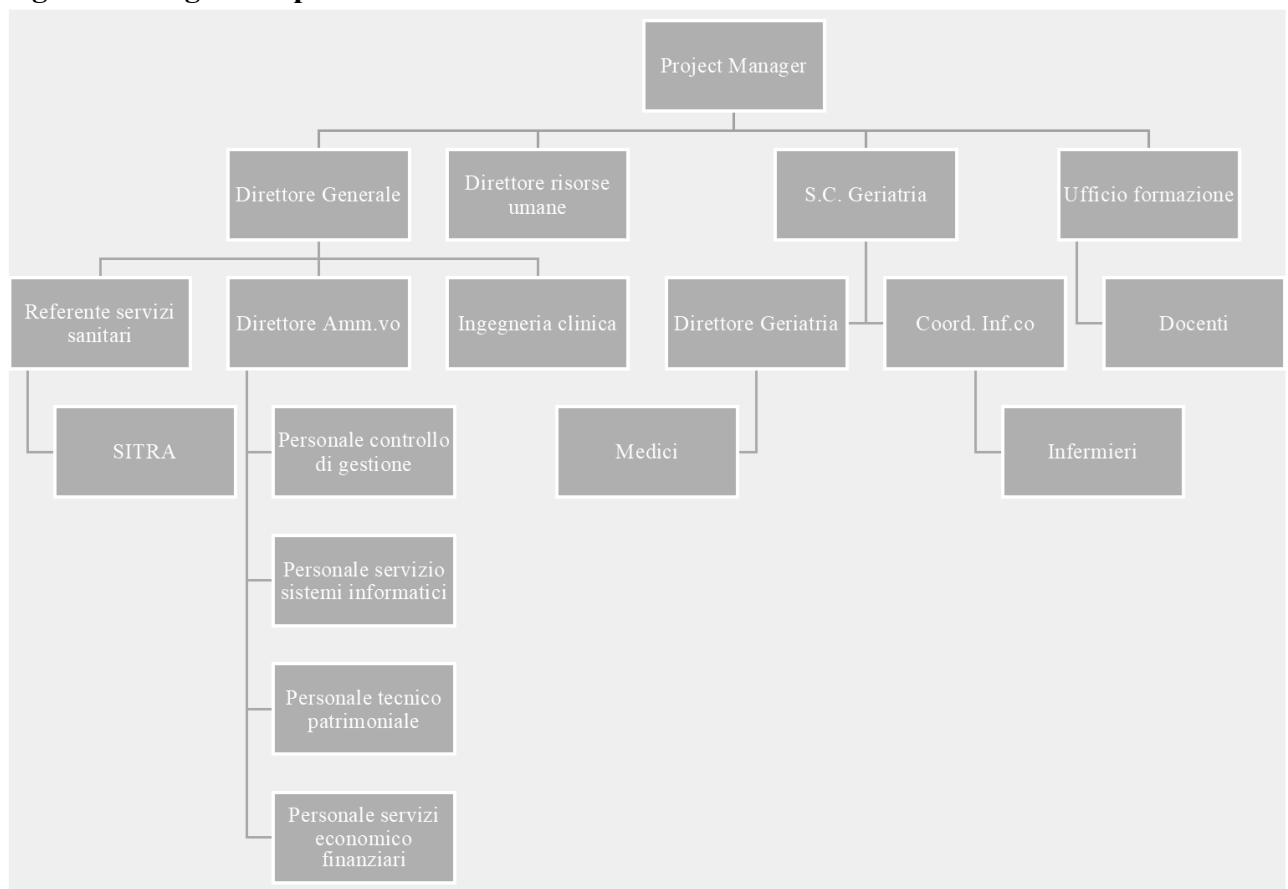 Project Manager
Direttore Generale
Direttore risorse
umane
S.C. Geriatria
Ufficio formazione
Referente servizi
sanitari
Direttore Amm.vo
Ingegneria clinica
Direttore Geriatria
Coord. Inf.co
Docenti
SITRA
Personale controllo
di gestione
Medici
Infermieri
Personale servizio
sistemi informatici
Personale tecnico
patrimoniale
Personale servizi
economico
finanziari